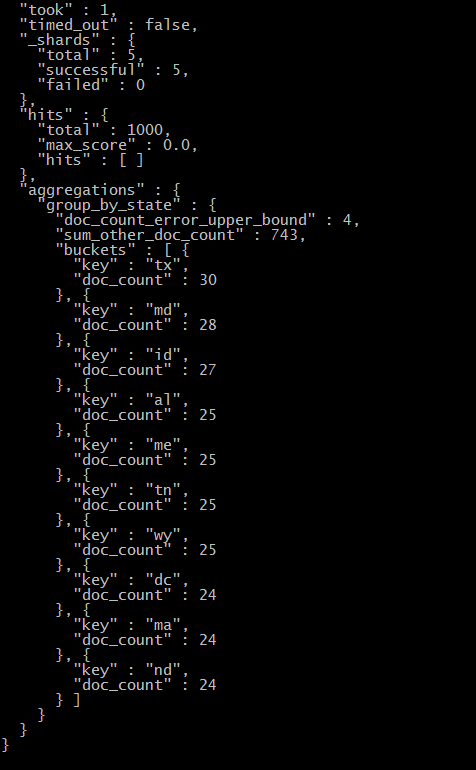 "took" : 1,
  "timed_out" : false,
  "_shards" : {
    "total" : 5,
    "successful" : 5,
    "failed" : 0
  },
  "hits" : {
    "total" : 1000,
    "max_score" : 0.0,
    "hits" : [ ]
  },
  "aggregations" : {
    "group_by_state" : {
      "doc_count_error_upper_bound" : 4,
      "sum_other_doc_count" : 743,
      "buckets" : [ {
        "key" : "tx",
        "doc_count" : 30
      }, {
        "key" : "md",
        "doc_count" : 28
      }, {
        "key" : "id",
        "doc_count" : 27
      }, {
        "key" : "al",
        "doc_count" : 25
      }, {
        "key" : "me",
        "doc_count" : 25
      }, {
        "key" : "tn",
        "doc_count" : 25
      }, {
        "key" : "wy",
        "doc_count" : 25
      }, {
        "key" : "dc",
        "doc_count" : 24
      }, {
        "key" : "ma",
        "doc_count" : 24
      }, {
        "key" : "nd",
        "doc_count" : 24
      } ]
    }
  }
}